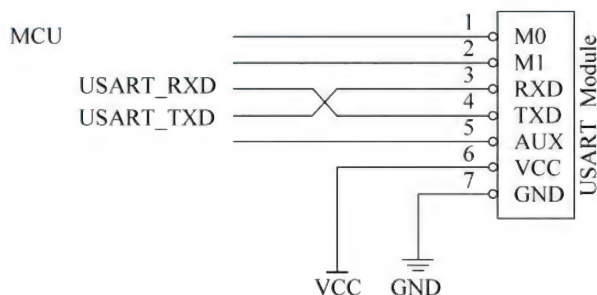 MCU
USART_RXD
USART_TXD
1
2
3
4
5
6
7
M0
M1
RXD
TXD
AUX
VCC
GND
USART Module
VCC
GND